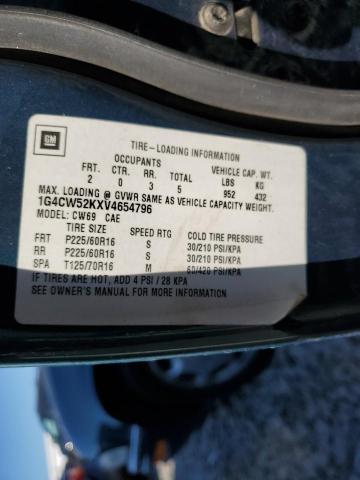 GM
TIRE-LOADING INFORMATION
OCCUPANTS VEHICLE CAP. WT.
FRT. CTR. RR. TOTAL LBS KG
2 0 3 5 952 432
MAX. LOADING @ GVWR SAME AS VEHICLE CAPACITY WEIGHT.
1G4CW52KXV4654796
MODEL: CW69 CAE
TIRE SIZE SPEED RTG COLD TIRE PRESSURE
FRT P225/60R16 S 30/210 PSI/KPA
RR P225/60R16 S 30/210 PSI/KPA
SPA T125/70R16 M 60/420 PSI/KPA
IF TIRES ARE HOT, ADD 4 PSI / 28 KPA
SEE OWNER'S MANUAL FOR MORE INFORMATION